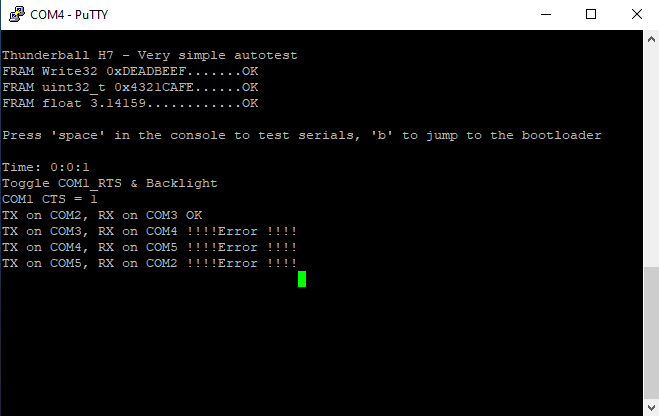 COM4 - PuTTY
Thunderball H7 - Very simple autotest
FRAM Write32 0xDEADBEEF.......OK
FRAM uint32_t 0x4321CAFE......OK
FRAM float 3.14159............OK
Press 'space' in the console to test serials, 'b' to jump to the bootloader
Time: 0:0:1
Toggle COM1_RTS & Backlight
COM1 CTS = 1
TX on COM2, RX on COM3 OK
TX on COM3, RX on COM4 !!!!Error !!!!
TX on COM4, RX on COM5 !!!!Error !!!!
TX on COM5, RX on COM2 !!!!Error !!!!